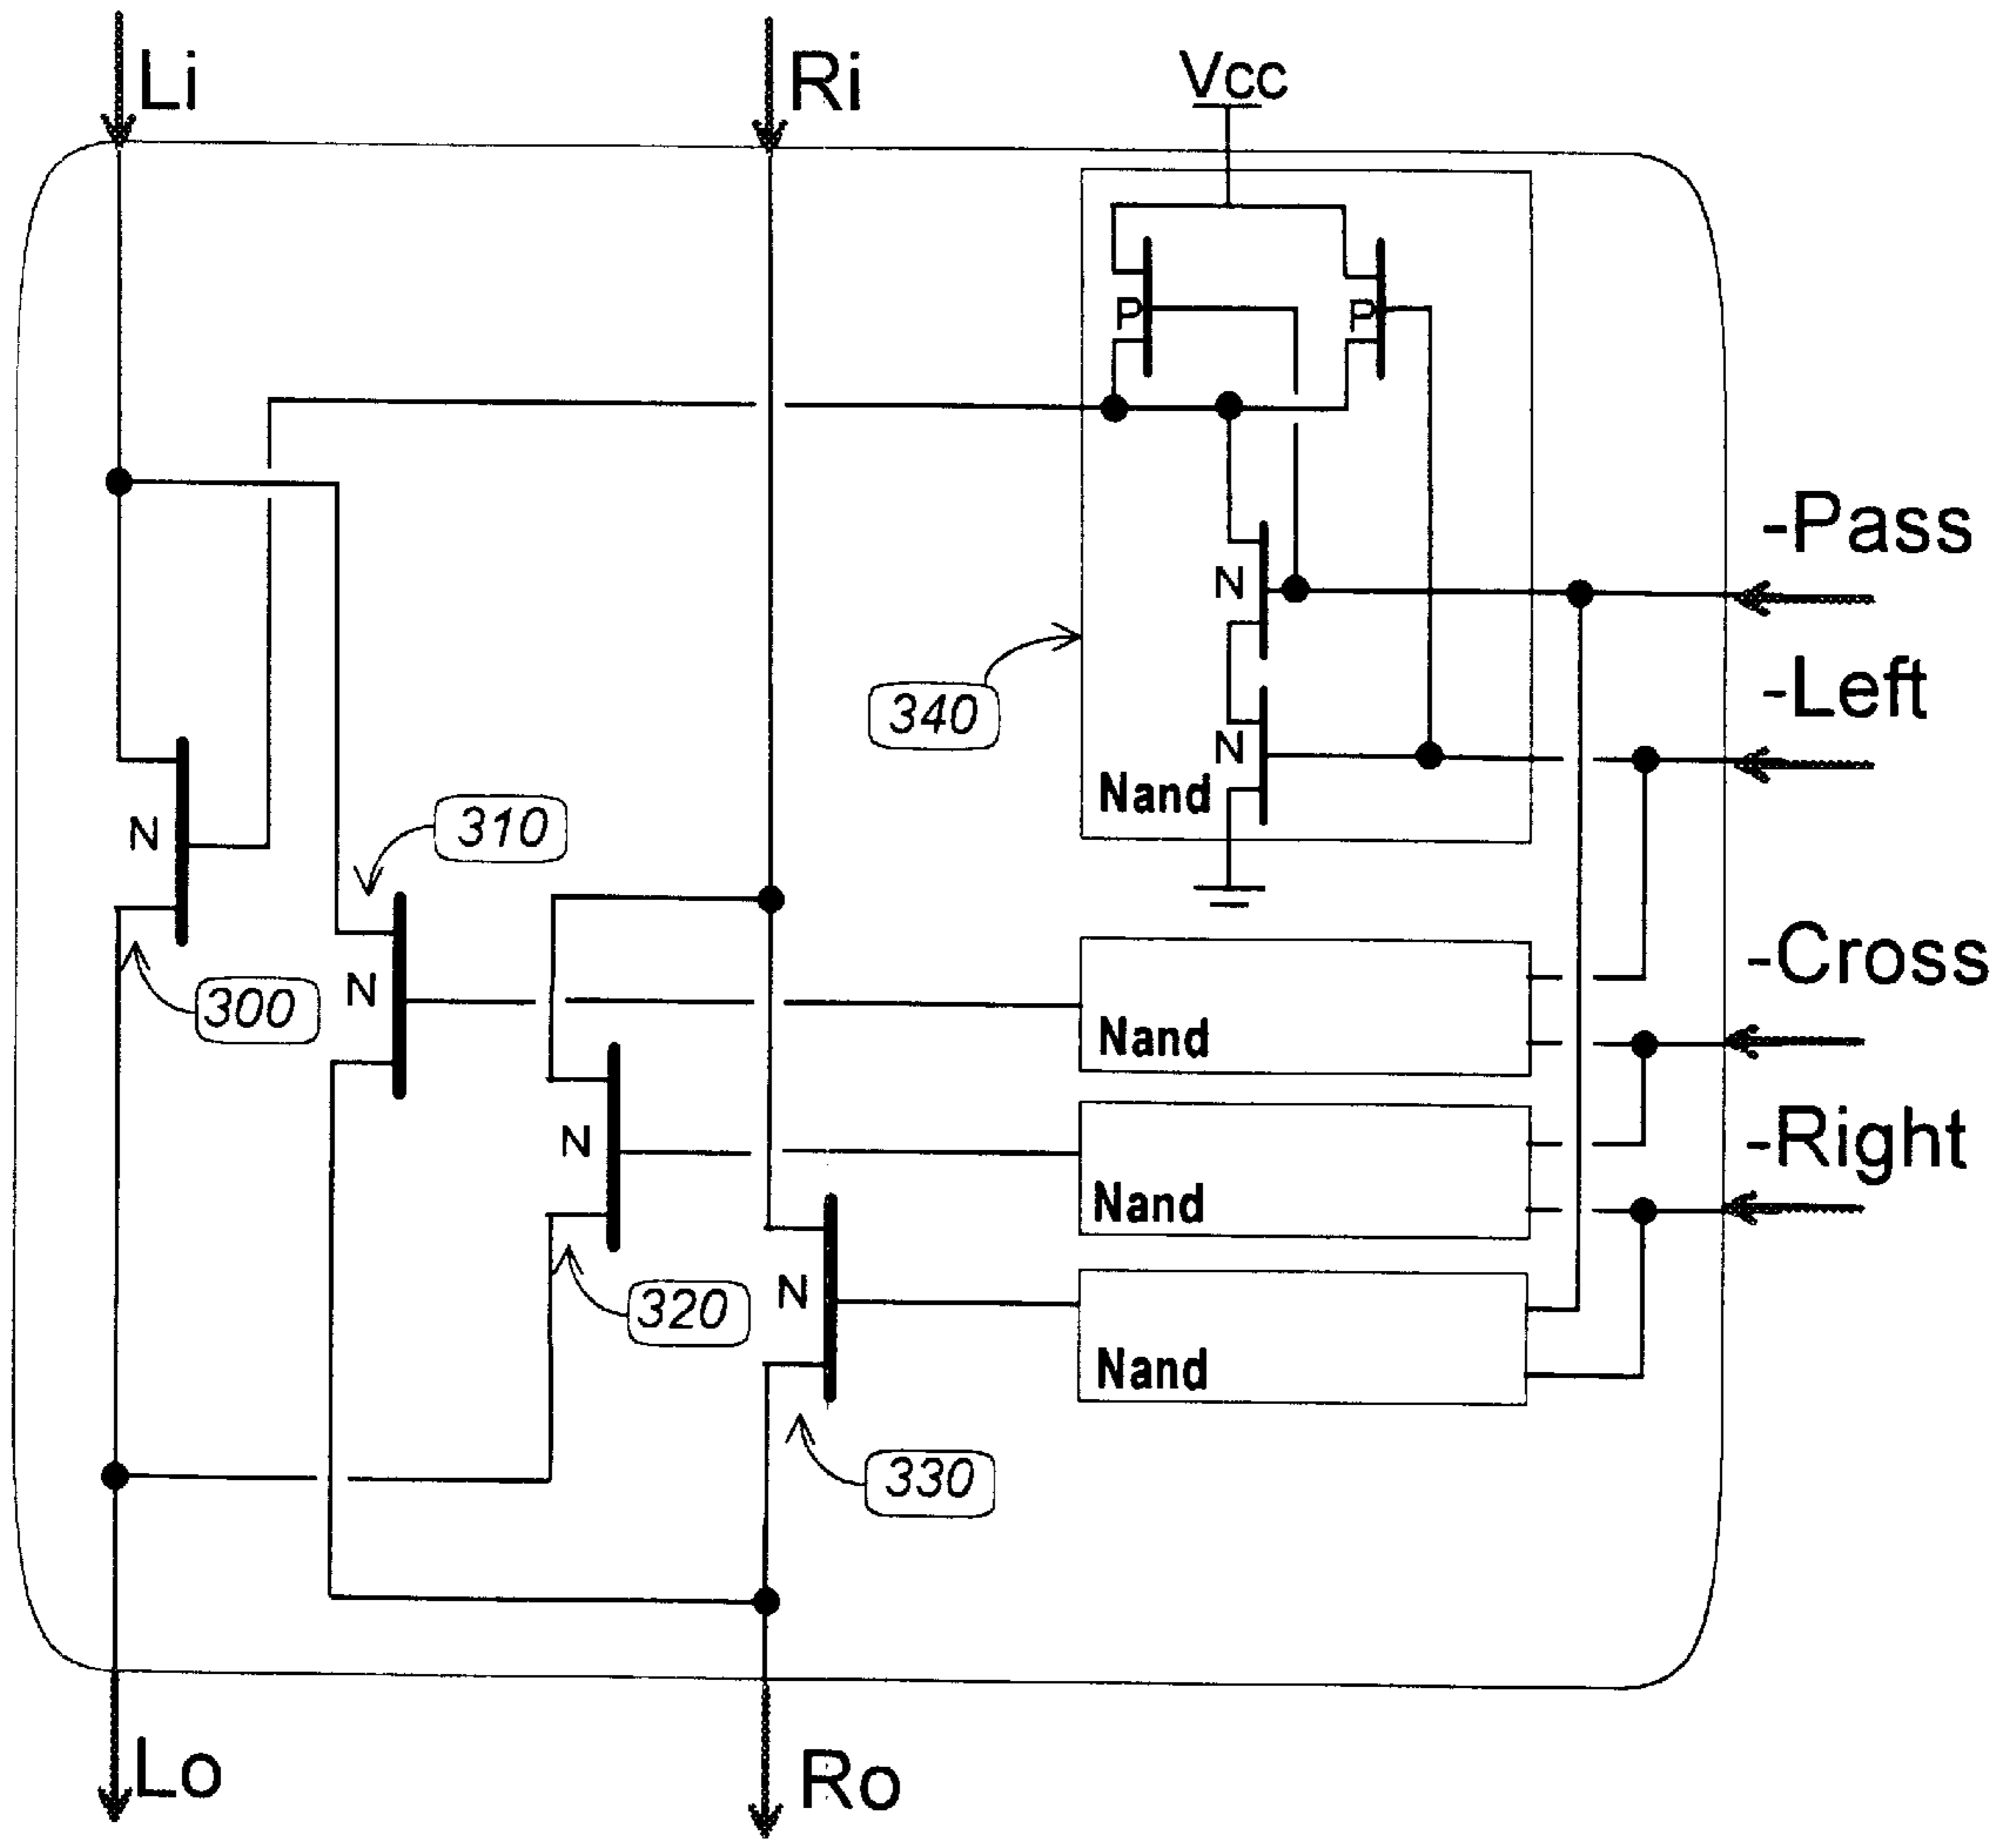 Li
Ri
Vcc
P
P
-Pass
N
-Left
340
N
Nand
N
310
-Cross
N
300
Nand
-Right
N
Nand
N
320
Nand
330
Lo
Ro